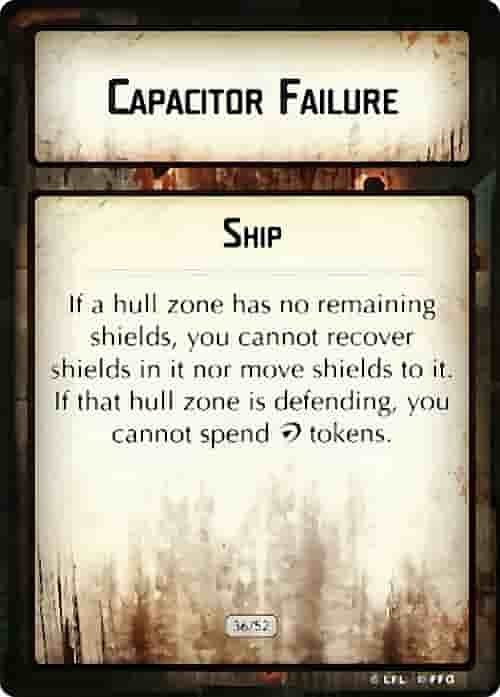 Capacitor Failure
Ship
If a hull zone has no remaining
shields, you cannot recover
shields in it nor move shields to it.
If that hull zone is defending, you
cannot spend tokens.
36/52
© LFL © FFG